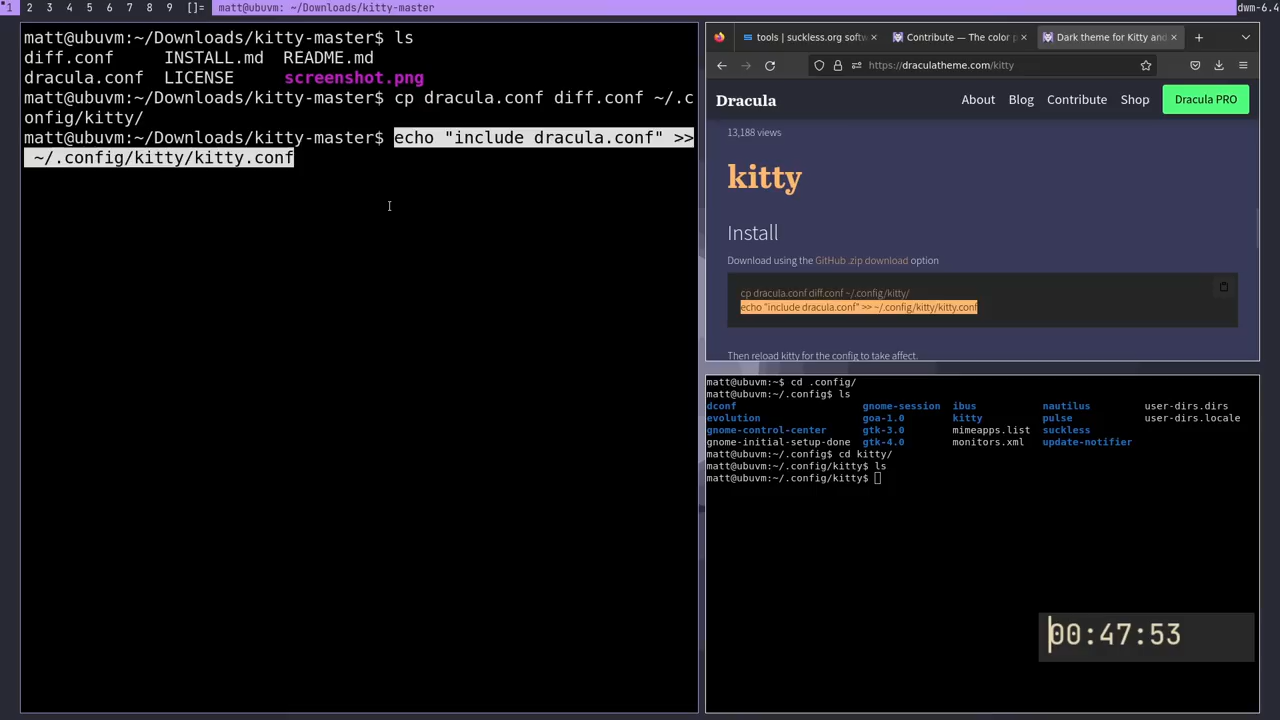 1 2 3 4 5 6 7 8 9 []= matt@ubuvm: ~/Downloads/kitty-master dwm-6.4
matt@ubuvm:~/Downloads/kitty-master$ ls
diff.conf INSTALL.md README.md
dracula.conf LICENSE screenshot.png
matt@ubuvm:~/Downloads/kitty-master$ cp dracula.conf diff.conf ~/.c
onfig/kitty/
matt@ubuvm:~/Downloads/kitty-master$ echo "include dracula.conf" >>
~/.config/kitty/kitty.conf
tools | suckless.org softw Contribute — The color p Dark theme for Kitty and
https://draculatheme.com/kitty
Dracula About Blog Contribute Shop Dracula PRO
13,188 views
kitty
Install
Download using the GitHub .zip download option
cp dracula.conf diff.conf ~/.config/kitty/
echo "include dracula.conf" >> ~/.config/kitty/kitty.conf
Then reload kitty for the config to take affect.
matt@ubuvm:~$ cd .config/
matt@ubuvm:~/.config$ ls
dconf gnome-session ibus nautilus user-dirs.dirs
evolution goa-1.0 kitty pulse user-dirs.locale
gnome-control-center gtk-3.0 mimeapps.list suckless
gnome-initial-setup-done gtk-4.0 monitors.xml update-notifier
matt@ubuvm:~/.config$ cd kitty/
matt@ubuvm:~/.config/kitty$ ls
matt@ubuvm:~/.config/kitty$
00:47:53